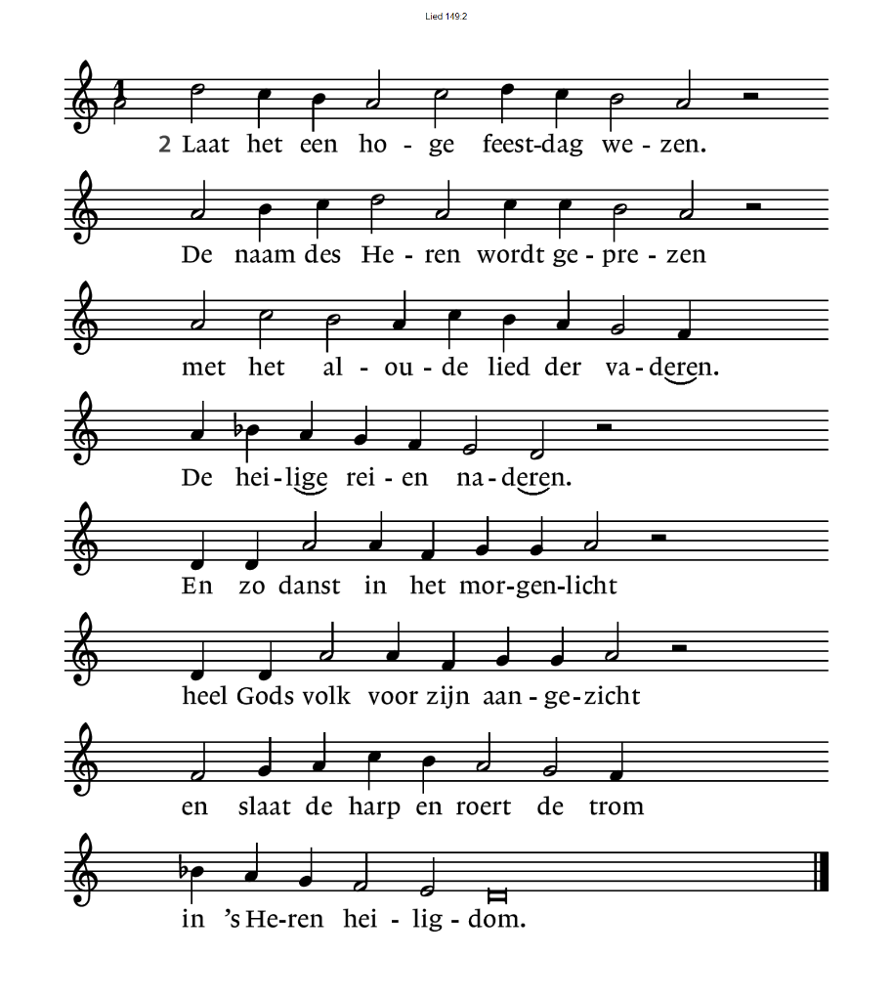 Lied 149:2
1
2 Laat het een ho - ge feest-dag we - zen.
De naam des He - ren wordt ge - pre - zen
met het al - ou - de lied der va - deren.
De hei - lige rei - en na - deren.
En zo danst in het mor-gen-licht
heel Gods volk voor zijn aan - ge-zicht
en slaat de harp en roert de trom
in ’s He-ren hei - lig - dom.